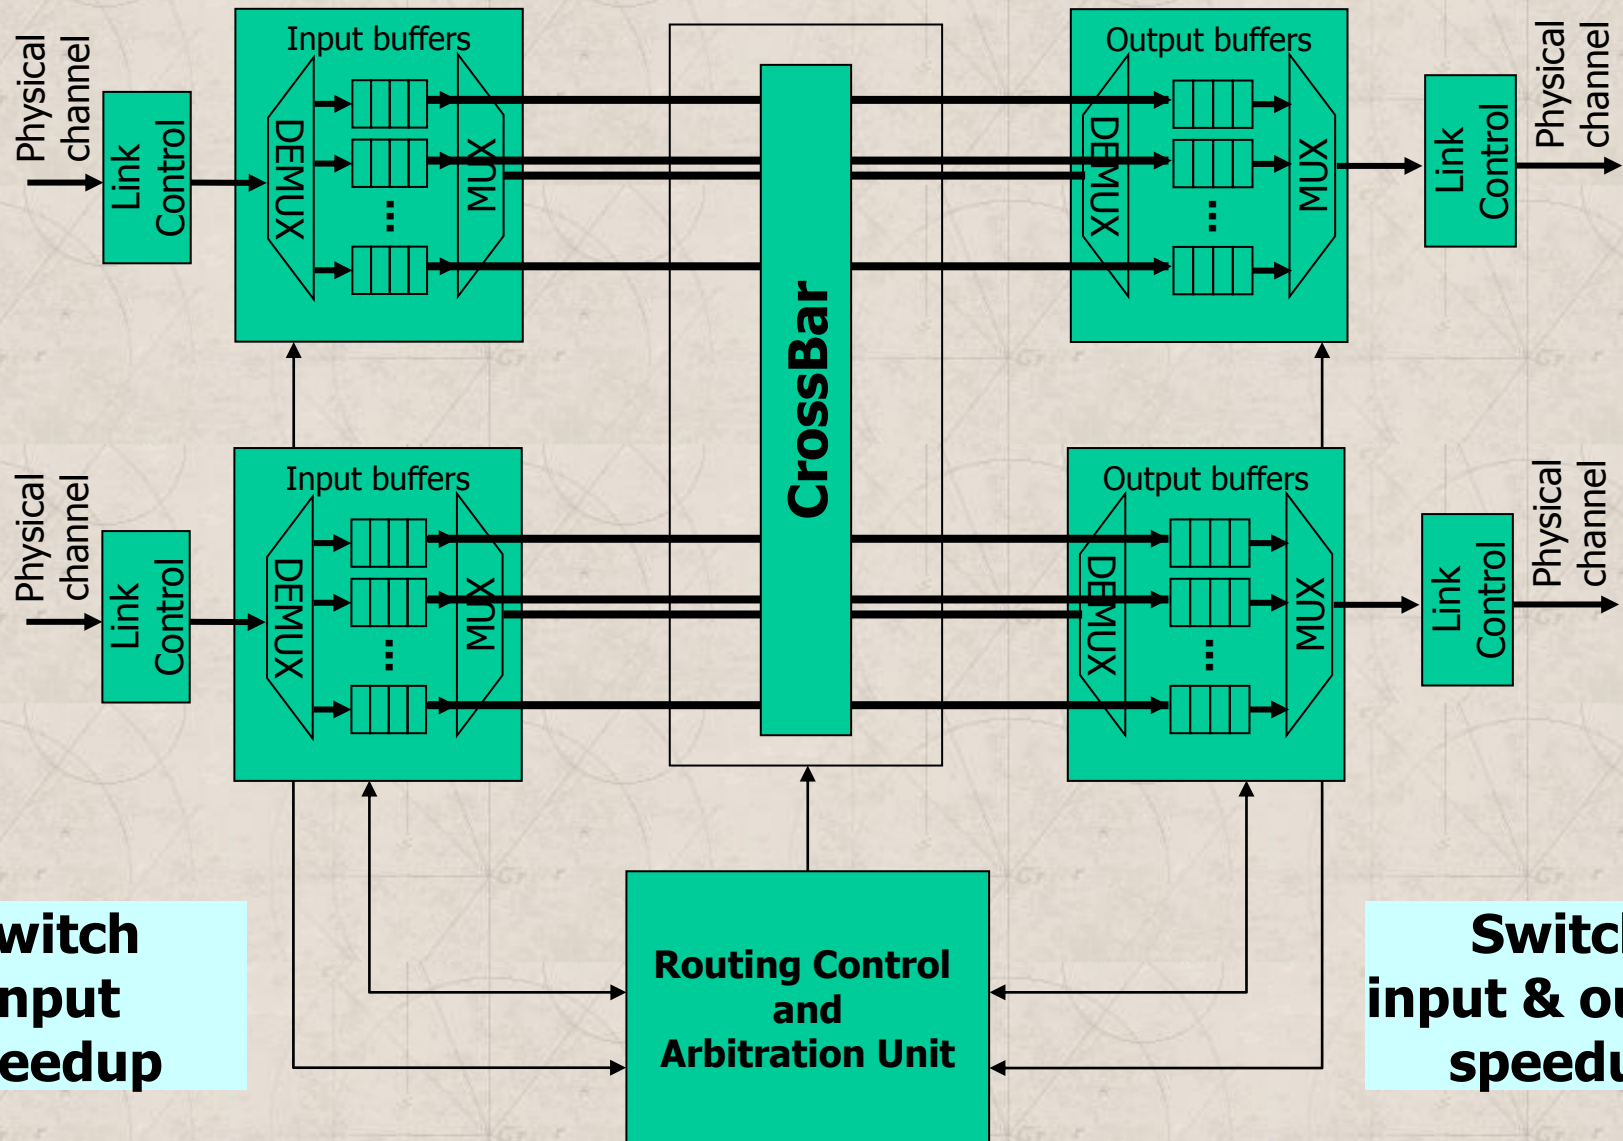 Physical
channel
Link
Control
Input buffers
DEMUX
...
MUX
CrossBar
Output buffers
DEMUX
...
MUX
Link
Control
Physical
channel
Physical
channel
Link
Control
Input buffers
DEMUX
...
MUX
Output buffers
DEMUX
...
MUX
Link
Control
Physical
channel
witch
nput
eedup
Routing Control
and
Arbitration Unit
Switch
input & ou
speedu